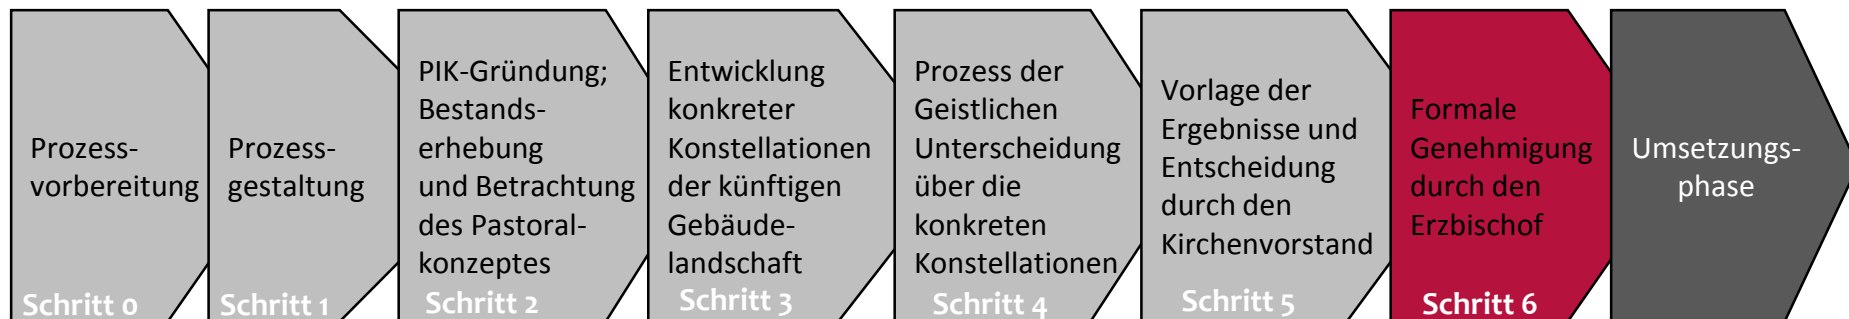 Prozess-
vorbereitung
Schritt 0
Prozess-
gestaltung
Schritt 1
PIK-Gründung;
Bestands-
erhebung
und Betrachtung
des Pastoral-
konzeptes
Schritt 2
Entwicklung
konkreter
Konstellationen
der künftigen
Gebäude-
landschaft
Schritt 3
Prozess der
Geistlichen
Unterscheidung
über die
konkreten
Konstellationen
Schritt 4
Vorlage der
Ergebnisse und
Entscheidung
durch den
Kirchenvorstand
Schritt 5
Formale
Genehmigung
durch den
Erzbischof
Schritt 6
Umsetzungs-
phase